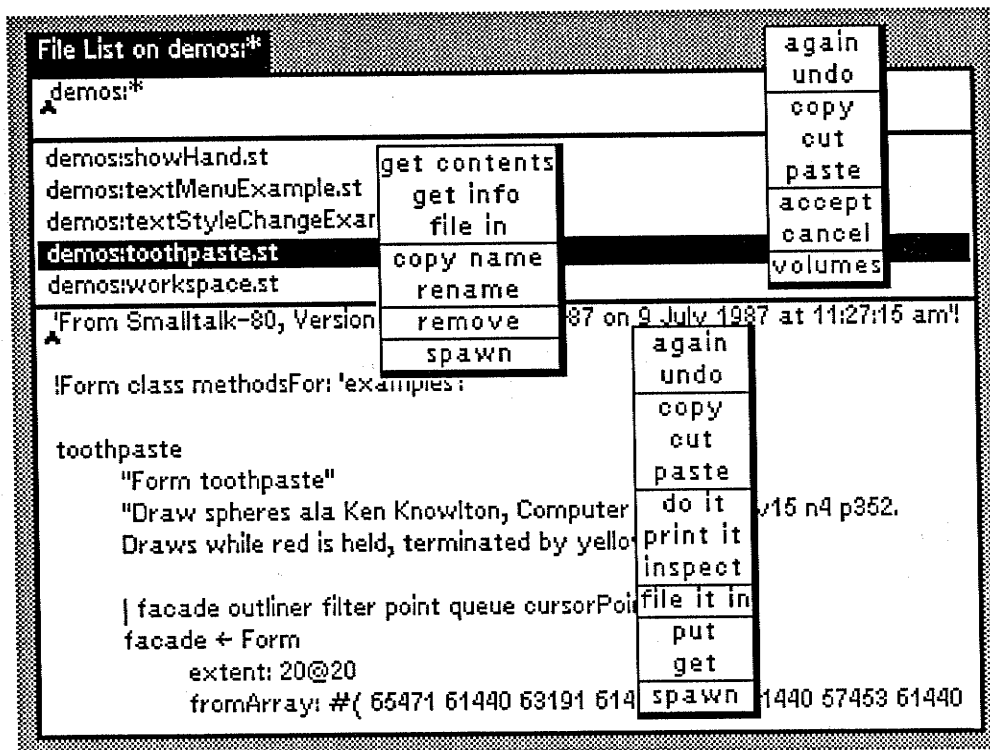 File List on demos:*
demos:*
demos:showHand.st
demos:textMenuExample.st
demos:textStyleChangeExam
demos:toothpaste.st
demos:workspace.st
get contents
get info
file in
copy name
rename
remove
spawn
again
undo
copy
cut
paste
accept
cancel
volumes
'From Smalltalk-80, Version 87 on 9 July 1987 at 11:27:15 am'!
!Form class methodsFor: 'examples'!
toothpaste
"Form toothpaste"
"Draw spheres ala Ken Knowlton, Computer v15 n4 p352.
Draws while red is held, terminated by yellow
| facade outliner filter point queue cursorPoin
facade ← Form
extent: 20@20
fromArray: #( 65471 61440 63191 614 1440 57453 61440
again
undo
copy
cut
paste
do it
print it
inspect
file it in
put
get
spawn